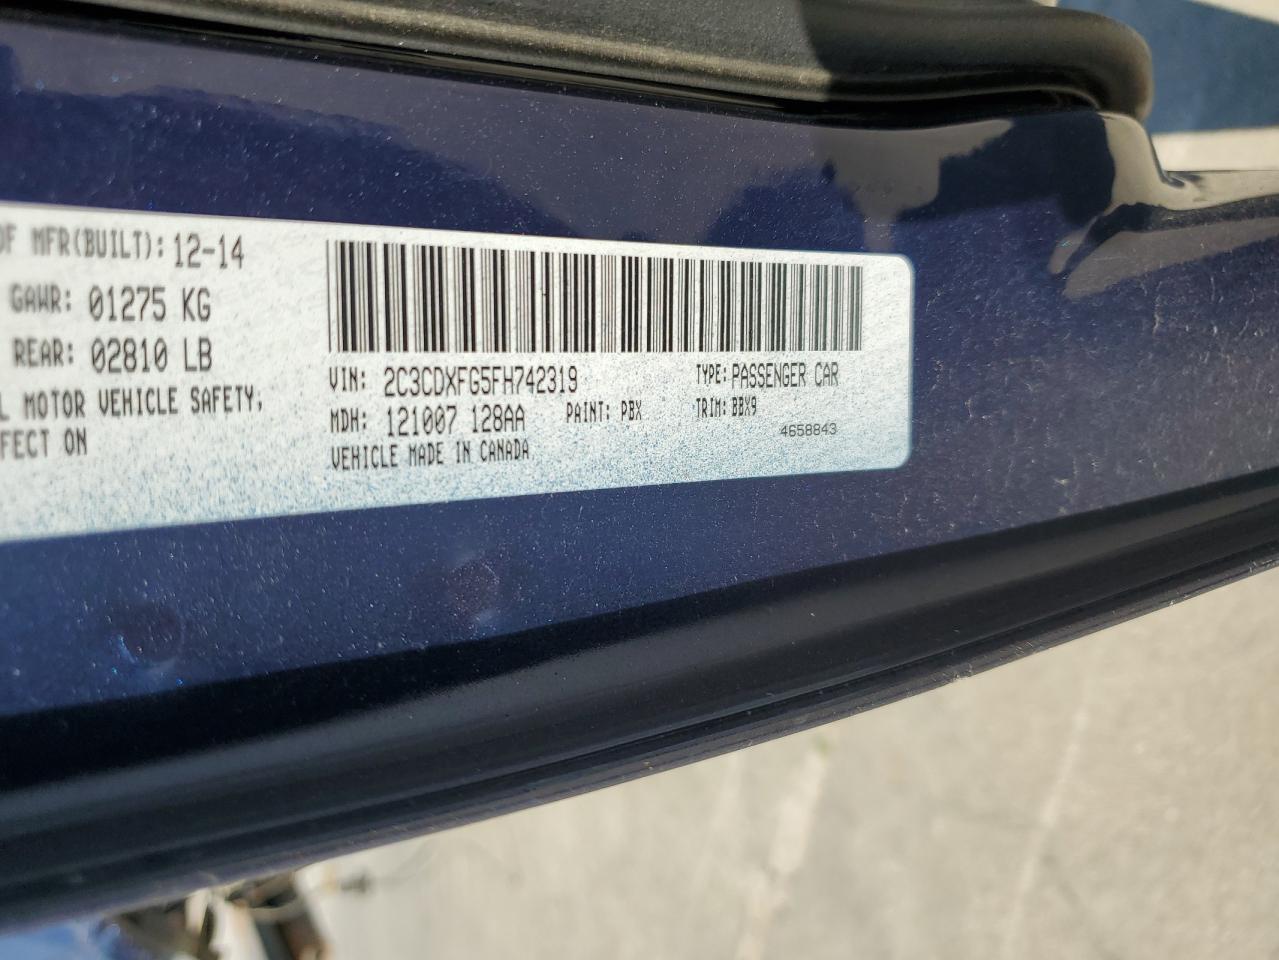 OF MFR(BUILT): 12-14
GAWR: 01275 KG
REAR: 02810 LB
L MOTOR VEHICLE SAFETY,
FECT ON
VIN: 2C3CDXFG5FH742319 TYPE: PASSENGER CAR
MDH: 121007 128AA PAINT: PBX TRIM: BBX9
VEHICLE MADE IN CANADA 4658843